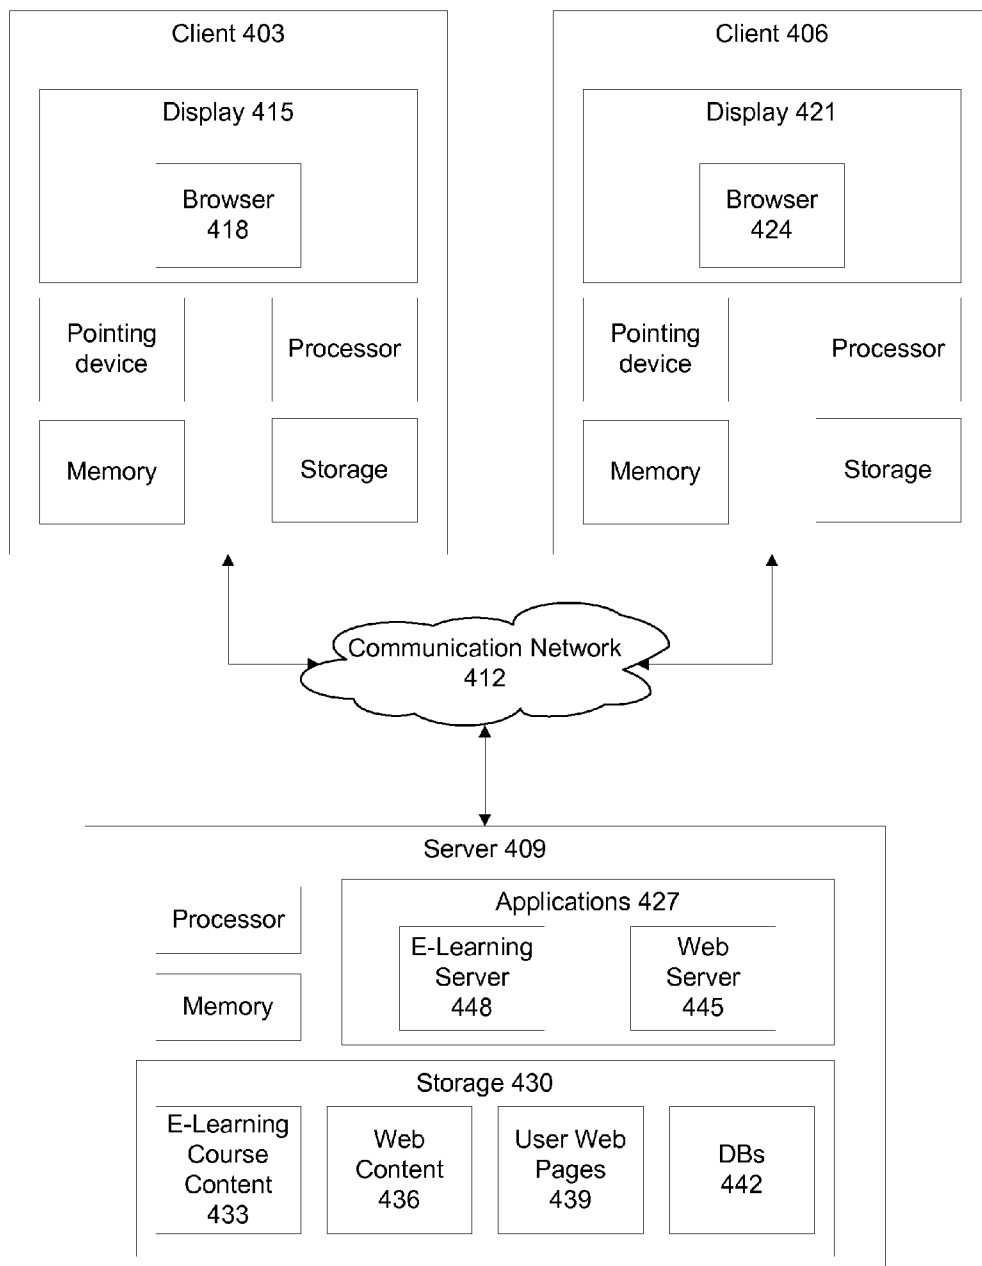 Client 403
Display 415
Browser
418
Pointing
device
Processor
Memory
Storage
Client 406
Display 421
Browser
424
Pointing
device
Processor
Memory
Storage
Communication Network
412
Server 409
Processor
Memory
Applications 427
E-Learning
Server
448
Web
Server
445
Storage 430
E-Learning
Course
Content
433
Web
Content
436
User Web
Pages
439
DBs
442